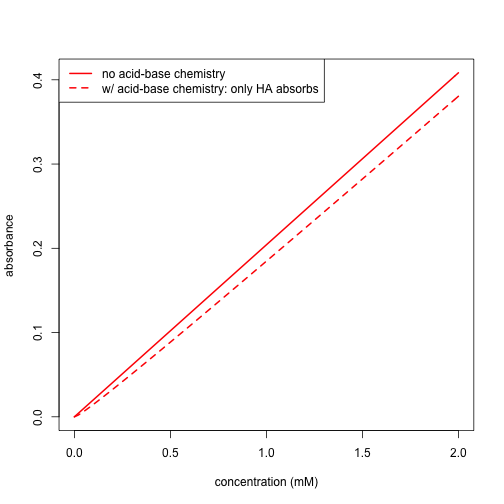 no acid-base chemistry
w/ acid-base chemistry: only HA absorbs
absorbance
0.4
0.3
0.2
0.1
0.0
0.0 0.5 1.0 1.5 2.0
concentration (mM)